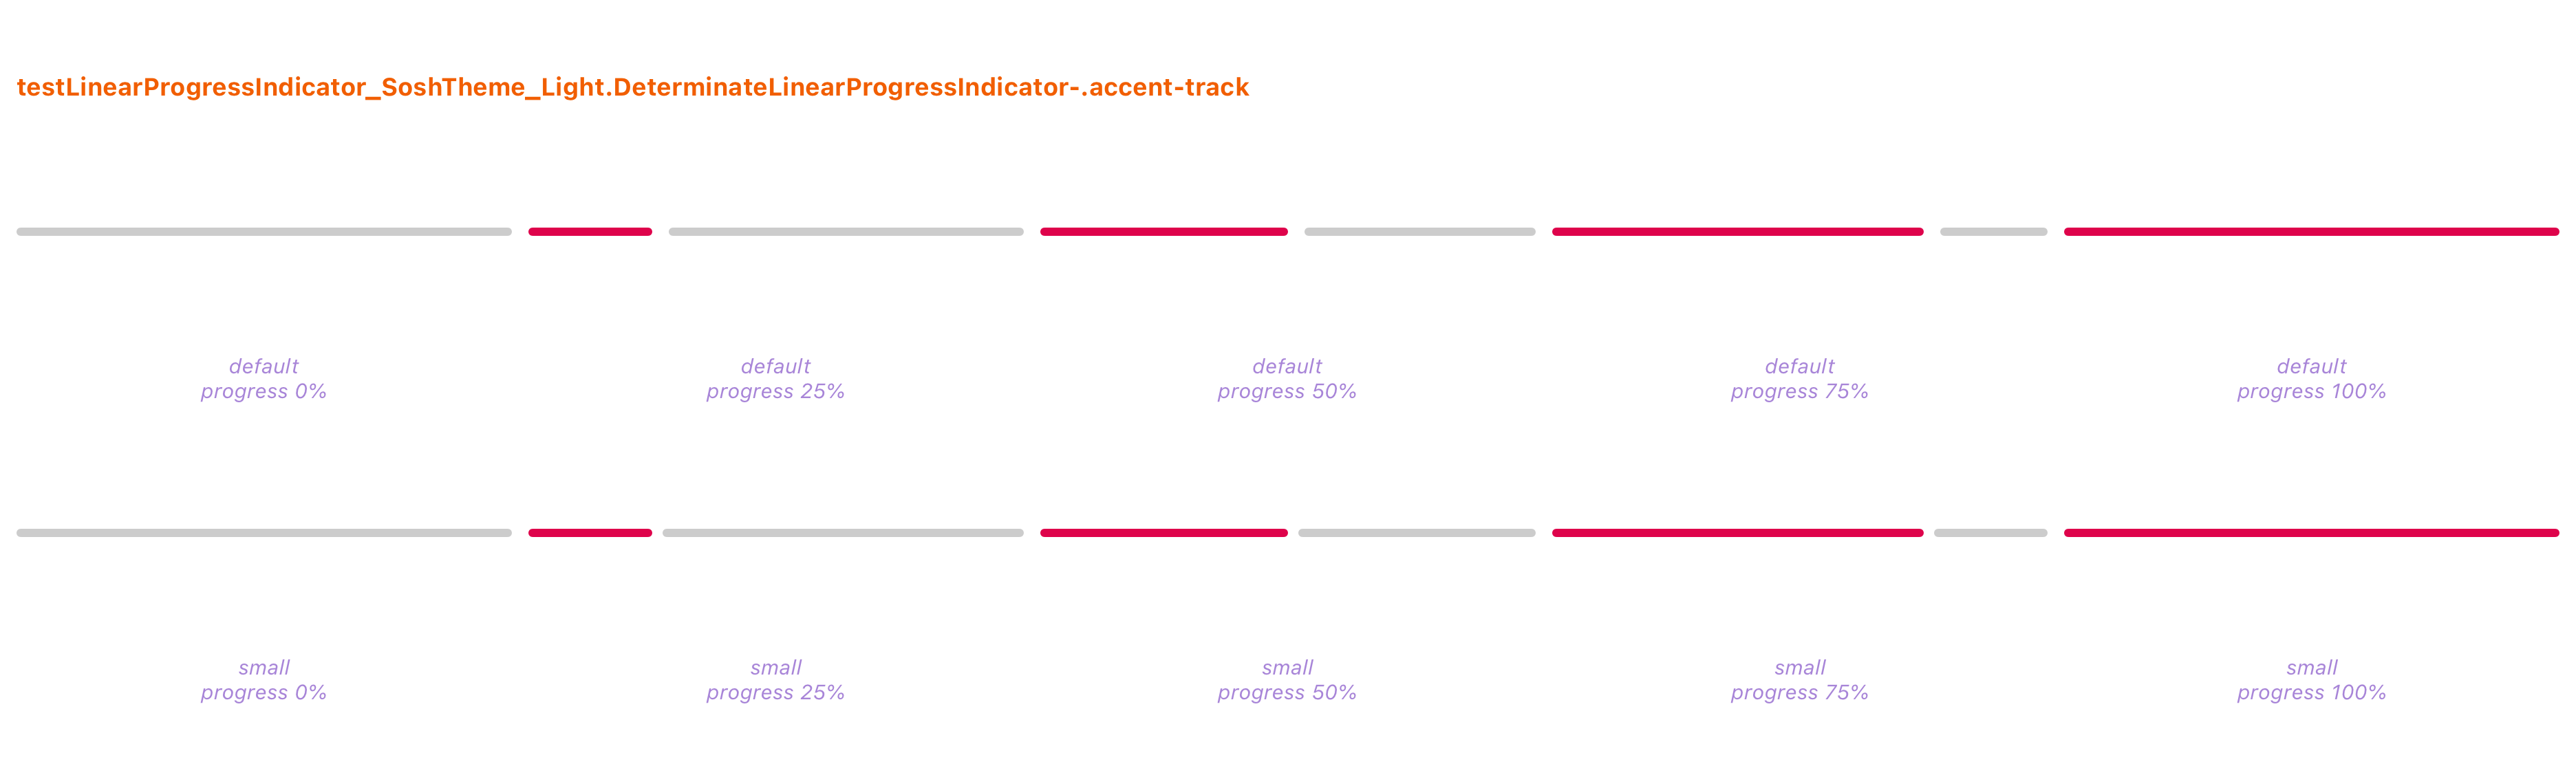 testLinearProgressIndicator_SoshTheme_Light.DeterminateLinearProgressIndicator-.accent-track
default
progress 0%
default
progress 25%
default
progress 50%
default
progress 75%
default
progress 100%
small
progress 0%
small
progress 25%
small
progress 50%
small
progress 75%
small
progress 100%